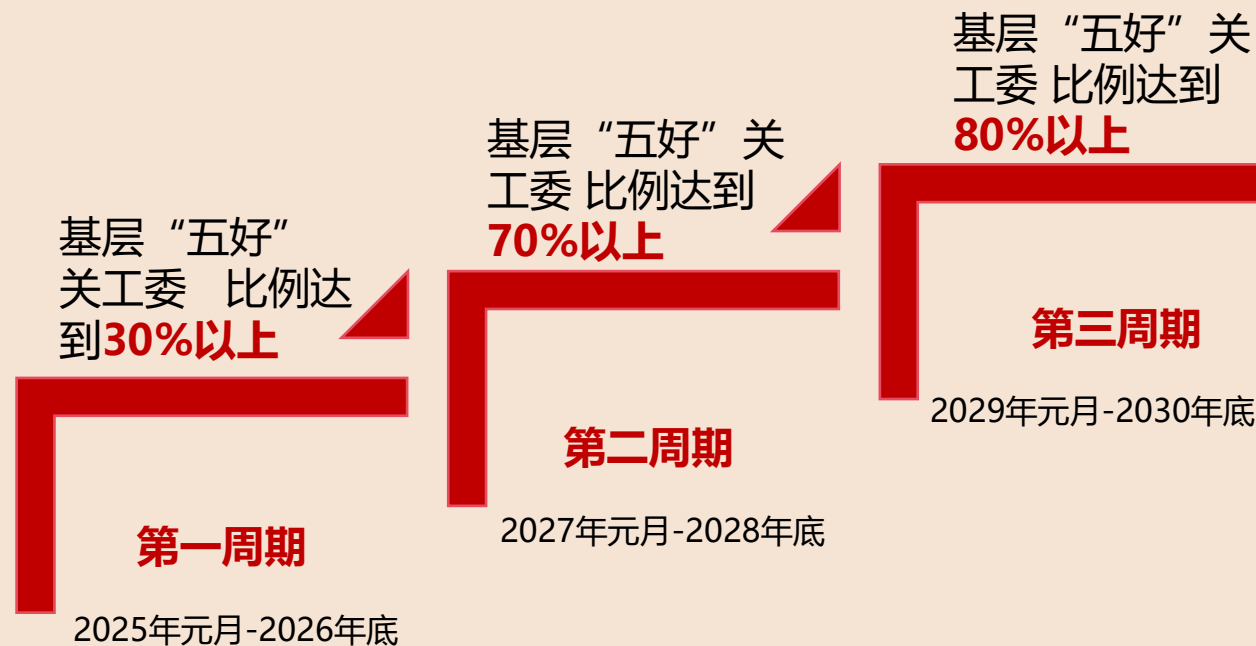 基层“五好”
关工委 比例达
到30%以上
第一周期
2025年元月-2026年底
基层“五好”关
工委 比例达到
70%以上
第二周期
2027年元月-2028年底
基层“五好”关
工委 比例达到
80%以上
第三周期
2029年元月-2030年底